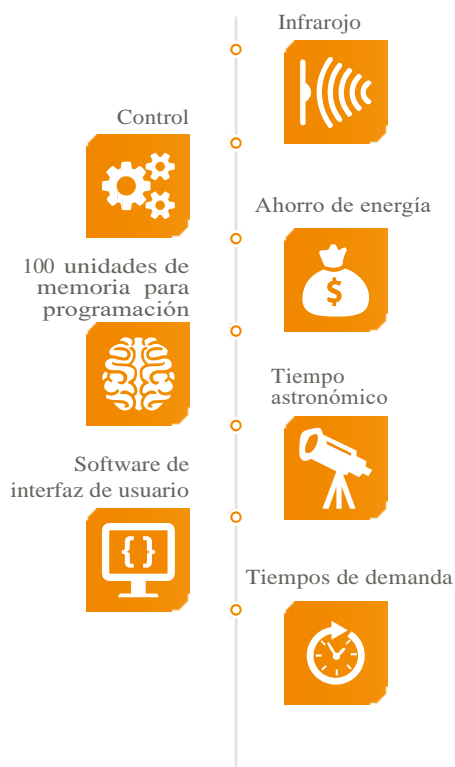 Infrarojo
Control
Ahorro de energía
100 unidades de
memoria para
programación
Tiempo
astronómico
Software de
interfaz de usuario
Tiempos de demanda